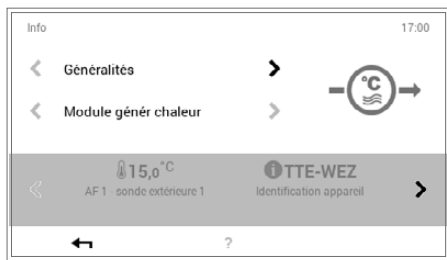 Info 17:00
Généralités
Module génér chaleur
°C
15,0°C TTE-WEZ
AF 1 - sonde extérieure 1 Identification appareil
?